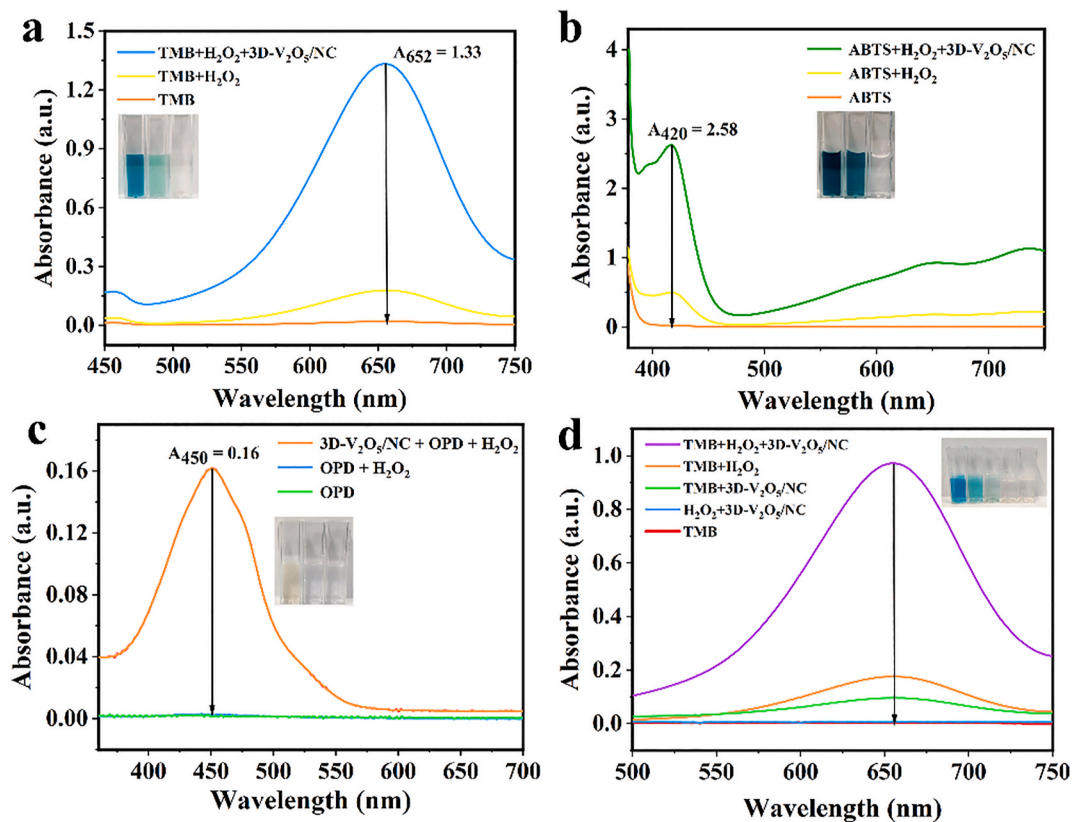 a
1.5
1.2
0.9
0.6
0.3
0.0
Absorbance (a.u.)
TMB+H₂O₂+3D-V₂O₅/NC
TMB+H₂O₂
TMB
A₆₅₂ = 1.33
450 500 550 600 650 700 750
Wavelength (nm)
b
4
3
2
1
0
Absorbance (a.u.)
ABTS+H₂O₂+3D-V₂O₅/NC
ABTS+H₂O₂
ABTS
A₄₂₀ = 2.58
400 500 600 700
Wavelength (nm)
c
0.16
0.12
0.08
0.04
0.00
Absorbance (a.u.)
A₄₅₀ = 0.16
3D-V₂O₅/NC + OPD + H₂O₂
OPD + H₂O₂
OPD
400 450 500 550 600 650 700
Wavelength (nm)
d
1.0
0.8
0.6
0.4
0.2
0.0
Absorbance (a.u.)
TMB+H₂O₂+3D-V₂O₅/NC
TMB+H₂O₂
TMB+3D-V₂O₅/NC
H₂O₂+3D-V₂O₅/NC
TMB
500 550 600 650 700 750
Wavelength (nm)